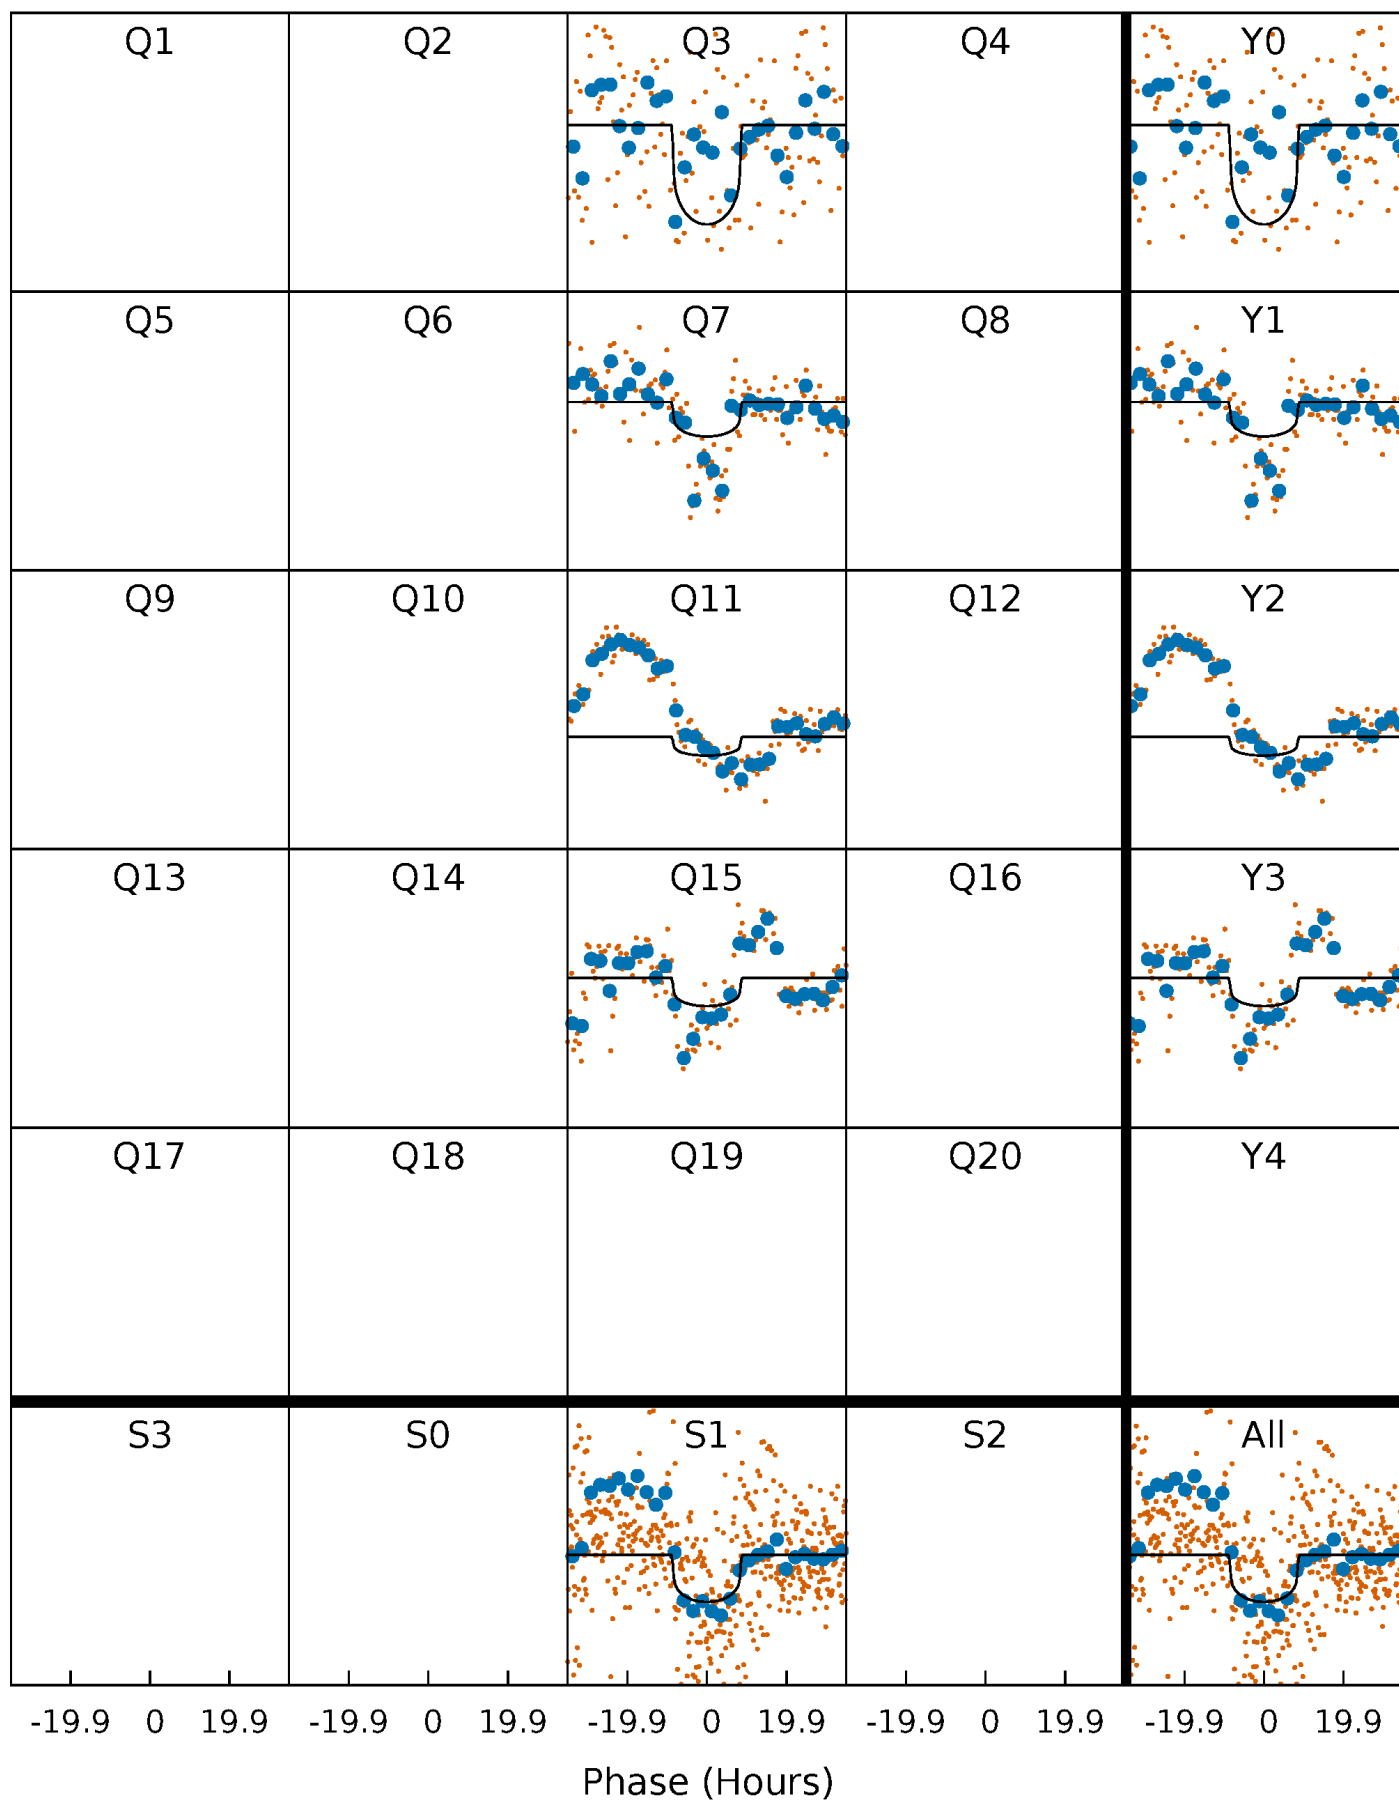 Q1 Q2 Q3 Q4 Y0
Q5 Q6 Q7 Q8 Y1
Q9 Q10 Q11 Q12 Y2
Q13 Q14 Q15 Q16 Y3
Q17 Q18 Q19 Q20 Y4
S3 S0 S1 S2 All
-19.9 0 19.9 -19.9 0 19.9 -19.9 0 19.9 -19.9 0 19.9 -19.9 0 19.9
Phase (Hours)